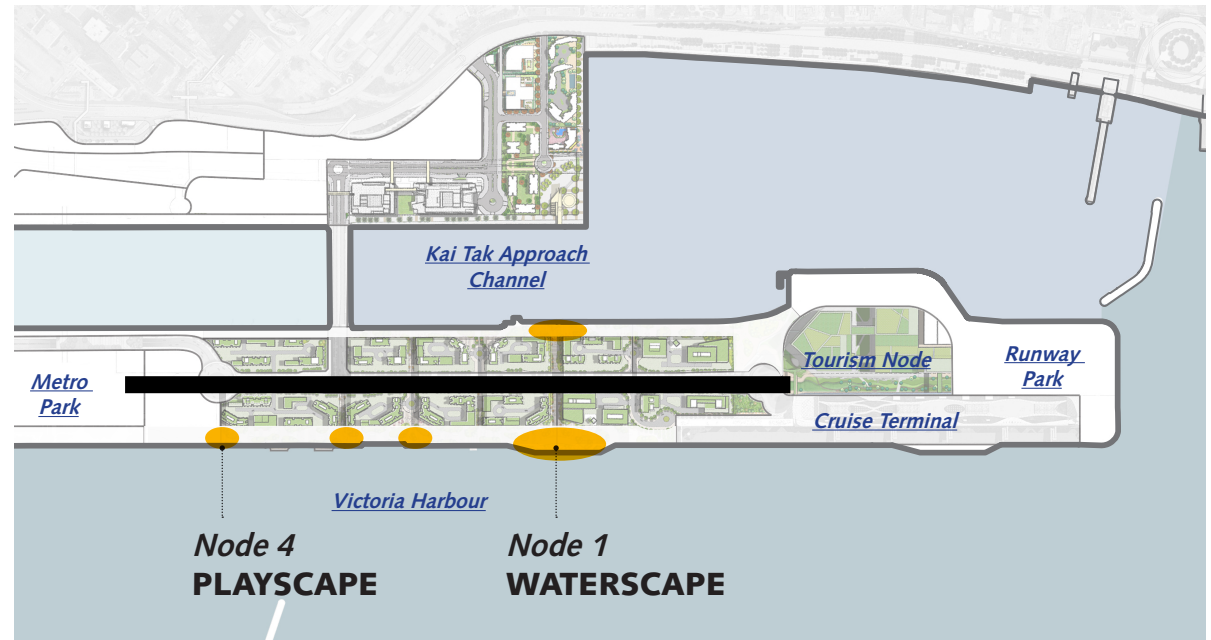 Kai Tak Approach
Channel
Tourism Node
Runway
Park
Metro
Park
Cruise Terminal
Victoria Harbour
Node 4
PLAYSCAPE
Node 1
WATERSCAPE